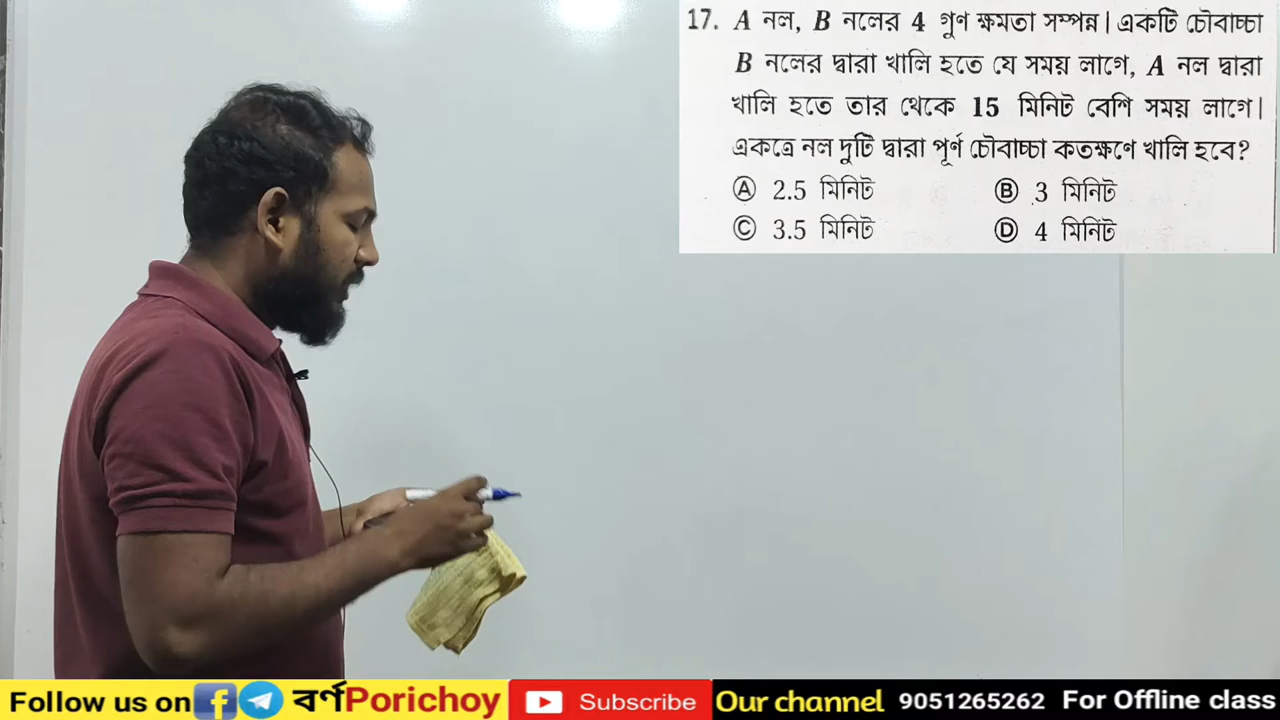 17. A নল, B নলের 4 গুণ ক্ষমতা সম্পন্ন। একটি চৌবাচ্চা
B নলের দ্বারা খালি হতে যে সময় লাগে, A নল দ্বারা
খালি হতে তার থেকে 15 মিনিট বেশি সময় লাগে।
একত্রে নল দুটি দ্বারা পূর্ণ চৌবাচ্চা কতক্ষণে খালি হবে?
Ⓐ 2.5 মিনিট Ⓑ 3 মিনিট
Ⓒ 3.5 মিনিট Ⓓ 4 মিনিট
Follow us on বর্ণPorichoy Subscribe Our channel 9051265262 For Offline class